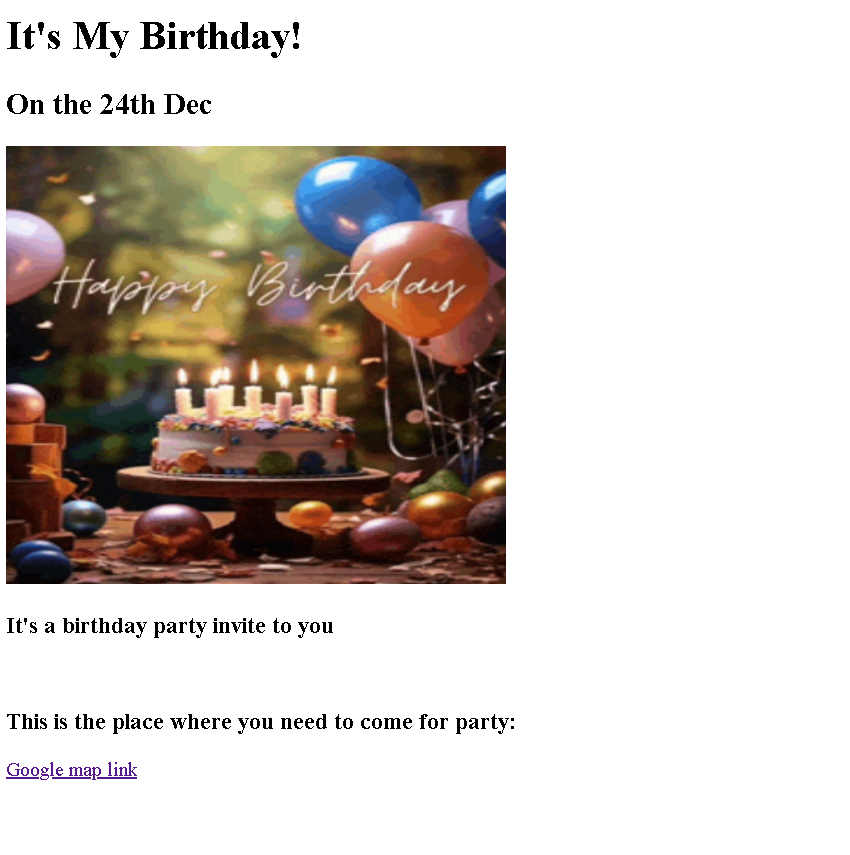 It's My Birthday!
On the 24th Dec
Happy Birthday
It's a birthday party invite to you
This is the place where you need to come for party:
Google map link